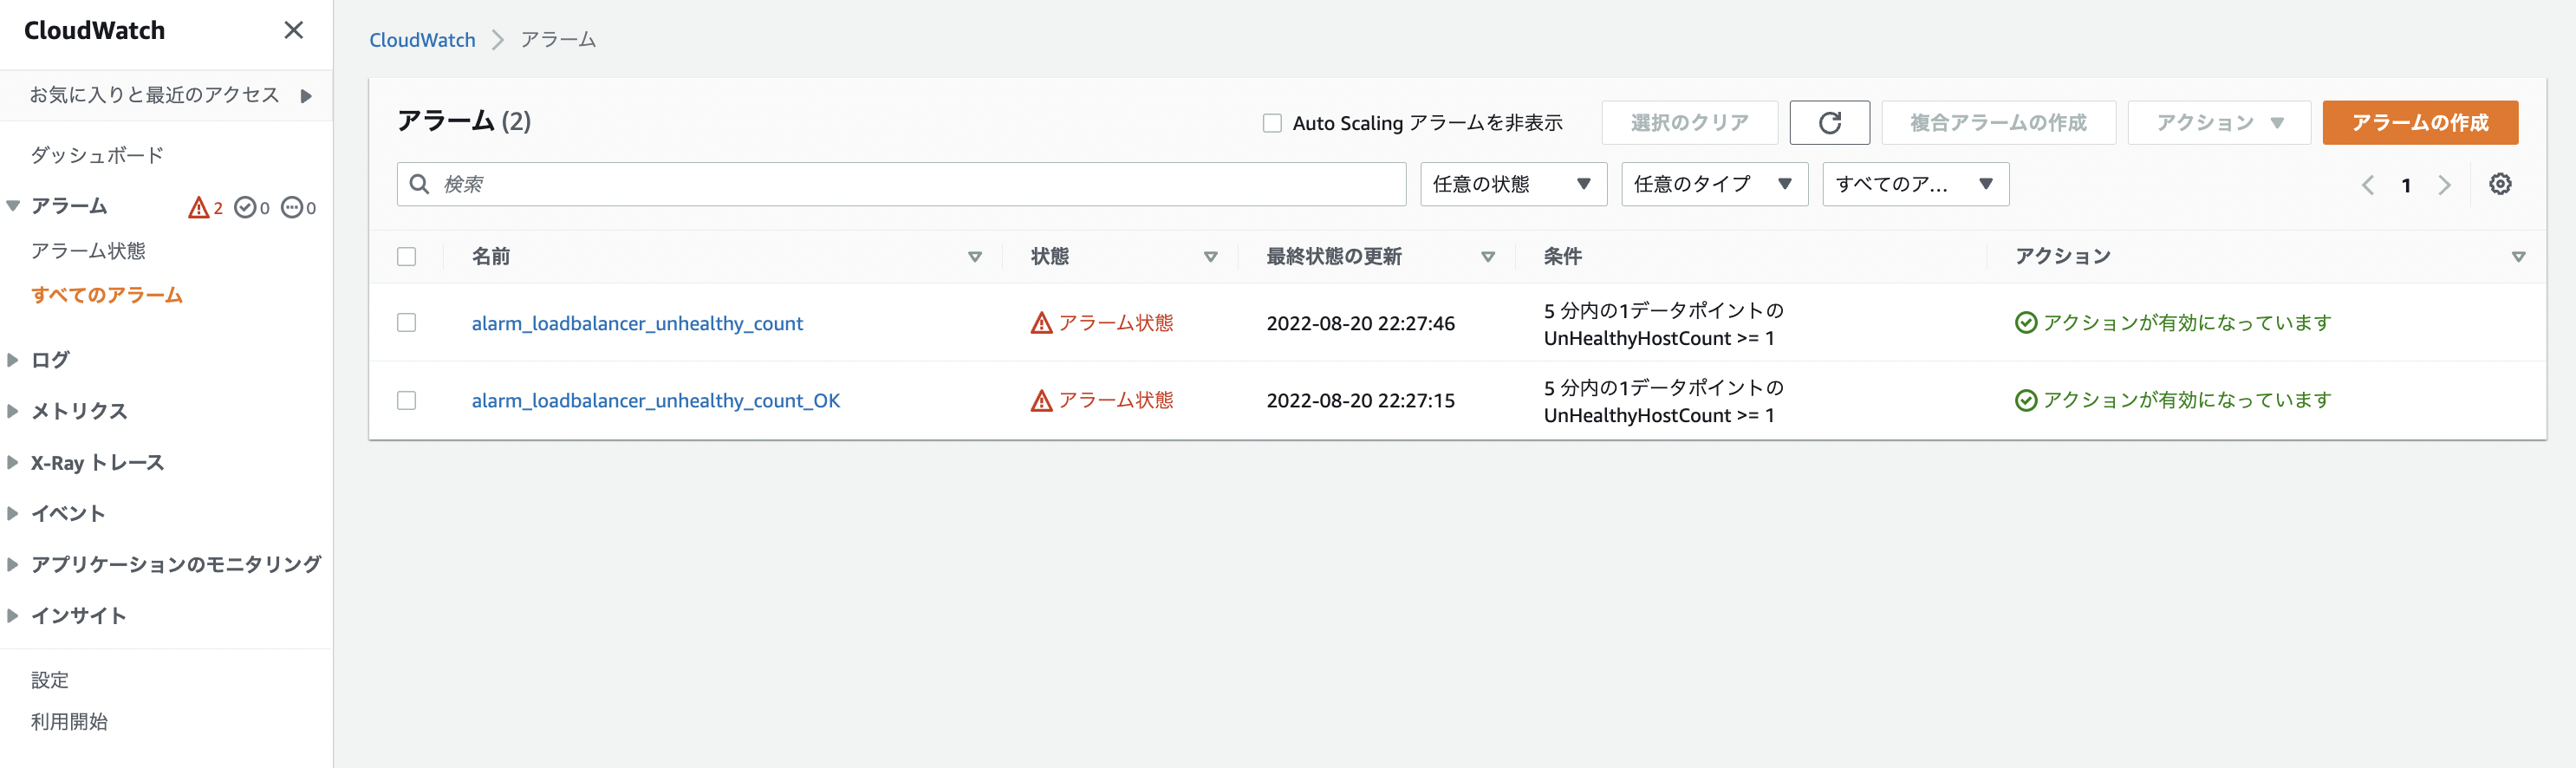 CloudWatch
お気に入りと最近のアクセス
ダッシュボード
アラーム 2 0 0
アラーム状態
すべてのアラーム
ログ
メトリクス
X-Ray トレース
イベント
アプリケーションのモニタリング
インサイト
設定
利用開始
CloudWatch アラーム
アラーム (2)
Auto Scaling アラームを非表示
選択のクリア
複合アラームの作成
アクション
アラームの作成
検索
任意の状態
任意のタイプ
すべてのア...
1
名前 状態 最終状態の更新 条件 アクション
alarm_loadbalancer_unhealthy_count アラーム状態 2022-08-20 22:27:46 5 分内の1データポイントの アクションが有効になっています
UnHealthyHostCount >= 1
alarm_loadbalancer_unhealthy_count_OK アラーム状態 2022-08-20 22:27:15 5 分内の1データポイントの アクションが有効になっています
UnHealthyHostCount >= 1